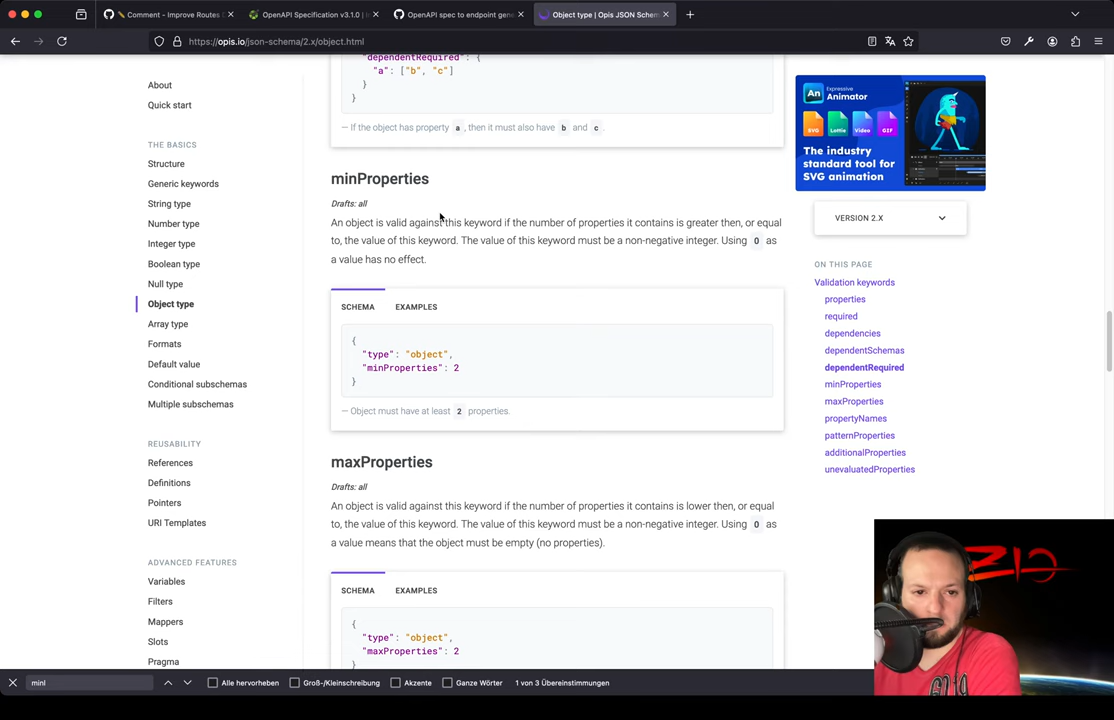 Comment - Improve Routes
OpenAPI Specification v3.1.0 | I
OpenAPI spec to endpoint gene
Object type | Opis JSON Schem
https://opis.io/json-schema/2.x/object.html
About
Quick start
THE BASICS
Structure
Generic keywords
String type
Number type
Integer type
Boolean type
Null type
Object type
Array type
Formats
Default value
Conditional subschemas
Multiple subschemas
REUSABILITY
References
Definitions
Pointers
URI Templates
ADVANCED FEATURES
Variables
Filters
Mappers
Slots
Pragma
"dependentRequired": {
"a": ["b", "c"]
}
}
— If the object has property a, then it must also have b and c.
minProperties
Drafts: all
An object is valid against this keyword if the number of properties it contains is greater then, or equal
to, the value of this keyword. The value of this keyword must be a non-negative integer. Using 0 as
a value has no effect.
SCHEMA EXAMPLES
{
"type": "object",
"minProperties": 2
}
— Object must have at least 2 properties.
maxProperties
Drafts: all
An object is valid against this keyword if the number of properties it contains is lower then, or equal
to, the value of this keyword. The value of this keyword must be a non-negative integer. Using 0 as
a value means that the object must be empty (no properties).
SCHEMA EXAMPLES
{
"type": "object",
"maxProperties": 2
}
An Expressive
Animator
SVG Lottie Video GIF
The industry
standard tool for
SVG animation
VERSION 2.X
ON THIS PAGE
Validation keywords
properties
required
dependencies
dependentSchemas
dependentRequired
minProperties
maxProperties
propertyNames
patternProperties
additionalProperties
unevaluatedProperties
minl
Alle hervorheben Groß-/Kleinschreibung Akzente Ganze Wörter 1 von 3 Übereinstimmungen